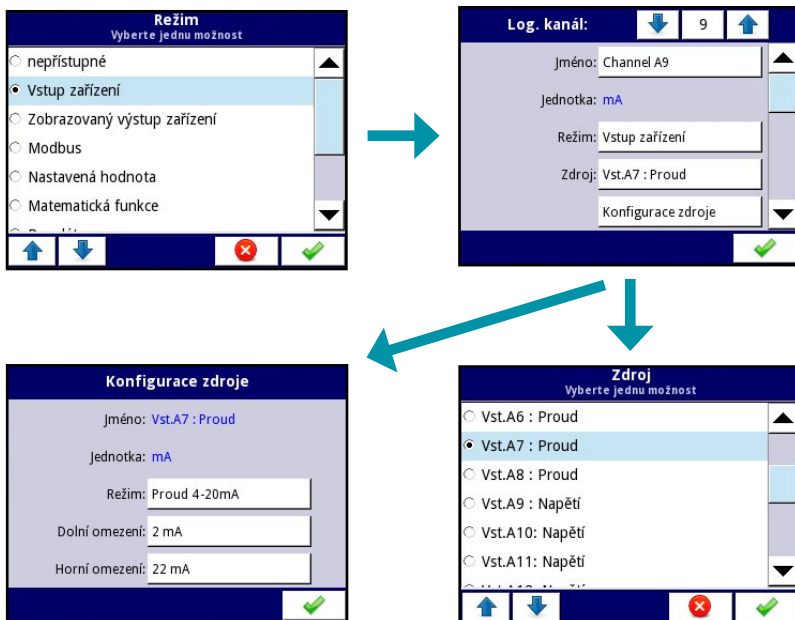 Režim
Vyberte jednu možnost
nepřístupné
Vstup zařízení
Zobrazovaný výstup zařízení
Modbus
Nastavená hodnota
Matematická funkce
Log. kanál: 9
Jméno: Channel A9
Jednotka: mA
Režim: Vstup zařízení
Zdroj: Vst.A7 : Proud
Konfigurace zdroje
Konfigurace zdroje
Jméno: Vst.A7 : Proud
Jednotka: mA
Režim: Proud 4-20mA
Dolní omezení: 2 mA
Horní omezení: 22 mA
Zdroj
Vyberte jednu možnost
Vst.A6 : Proud
Vst.A7 : Proud
Vst.A8 : Proud
Vst.A9 : Napětí
Vst.A10: Napětí
Vst.A11: Napětí